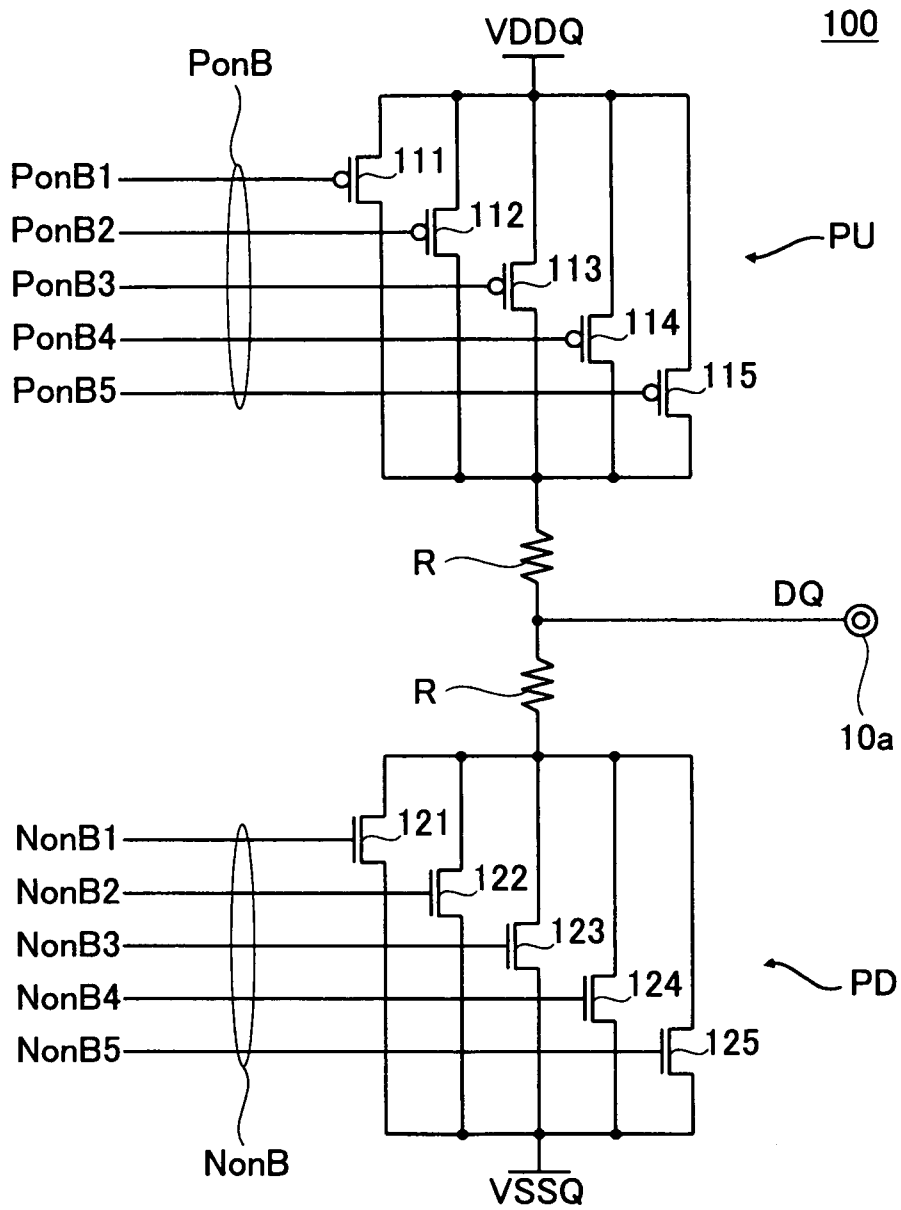 100
VDDQ
PonB
PonB1
111
PonB2
112
PU
PonB3
113
PonB4
114
PonB5
115
R
DQ
R
10a
NonB1
121
NonB2
122
NonB3
123
PD
NonB4
124
NonB5
125
NonB
VSSQ